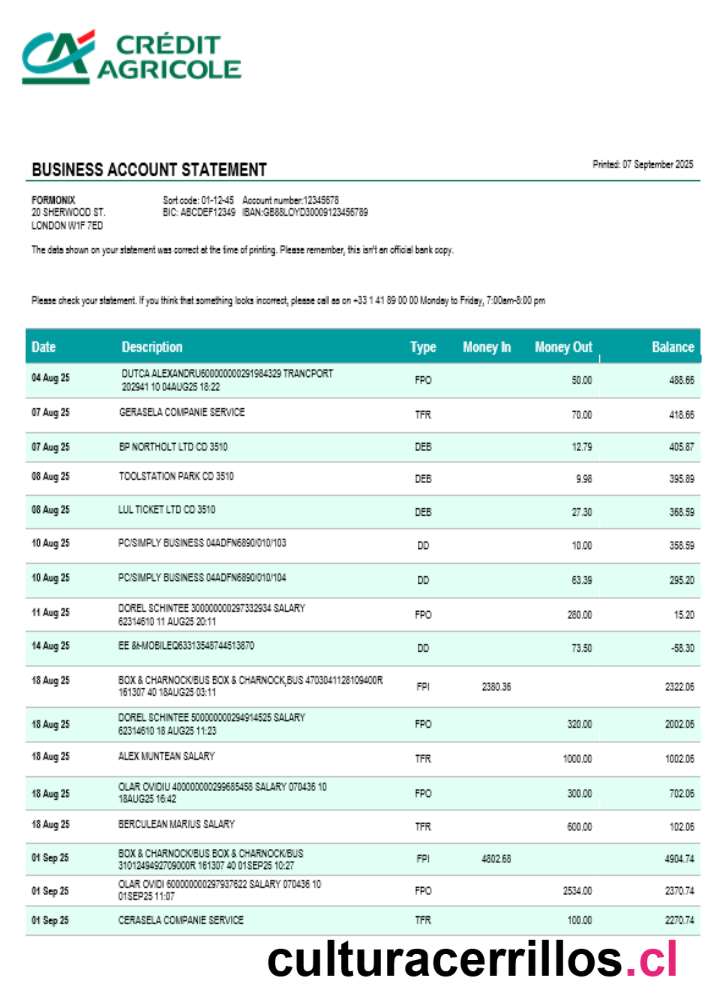 CRÉDIT
AGRICOLE
BUSINESS ACCOUNT STATEMENT
Printed: 07 September 2025
FORMONIX Sort code: 01-12-45 Account number:12345678
20 SHERWOOD ST. BIC: ABCDEF12349 IBAN:GB88LOYD30009123456789
LONDON W1F 7ED
The data shown on your statement was correct at the time of printing. Please remember, this isn't an official bank copy.
Please check your statement. If you think that something looks incorrect, please call as on +33 1 41 89 00 00 Monday to Friday, 7:00am-8:00 pm
Date Description Type Money In Money Out Balance
04 Aug 25 DUTCA ALEXANDRU600000000291984329 TRANCPORT
202941 10 04AUG25 18:22 FPO 50.00 488.66
07 Aug 25 GERASELA COMPANIE SERVICE TFR 70.00 418.66
07 Aug 25 BP NORTHOLT LTD CD 3510 DEB 12.79 405.87
08 Aug 25 TOOLSTATION PARK CD 3510 DEB 9.98 395.89
08 Aug 25 LUL TICKET LTD CD 3510 DEB 27.30 368.59
10 Aug 25 PC/SIMPLY BUSINESS 04ADFN6890/010/103 DD 10.00 358.59
10 Aug 25 PC/SIMPLY BUSINESS 04ADFN6890/010/104 DD 63.39 295.20
11 Aug 25 DOREL SCHINTEE 300000000297332934 SALARY
62314610 11 AUG25 20:11 FPO 280.00 15.20
14 Aug 25 EE &t-MOBILEQ63313548744513870 DD 73.50 -58.30
18 Aug 25 BOX & CHARNOCK/BUS BOX & CHARNOCK,BUS 4703041128109400R
161307 40 18AUG25 03:11 FPI 2380.36 2322.06
18 Aug 25 DOREL SCHINTEE 500000000294914525 SALARY
62314610 18 AUG25 11:23 FPO 320.00 2002.06
18 Aug 25 ALEX MUNTEAN SALARY TFR 1000.00 1002.06
18 Aug 25 OLAR OVIDIU 400000000299685458 SALARY 070436 10
18AUG25 16:42 FPO 300.00 702.06
18 Aug 25 BERCULEAN MARIUS SALARY TFR 600.00 102.06
01 Sep 25 BOX & CHARNOCK/BUS BOX & CHARNOCK/BUS
3101249492709000R 161307 40 01SEP25 10:27 FPI 4802.68 4904.74
01 Sep 25 OLAR OVIDI 600000000297937622 SALARY 070436 10
01SEP25 11:07 FPO 2534.00 2370.74
01 Sep 25 CERASELA COMPANIE SERVICE TFR 100.00 2270.74
culturacerrillos.cl